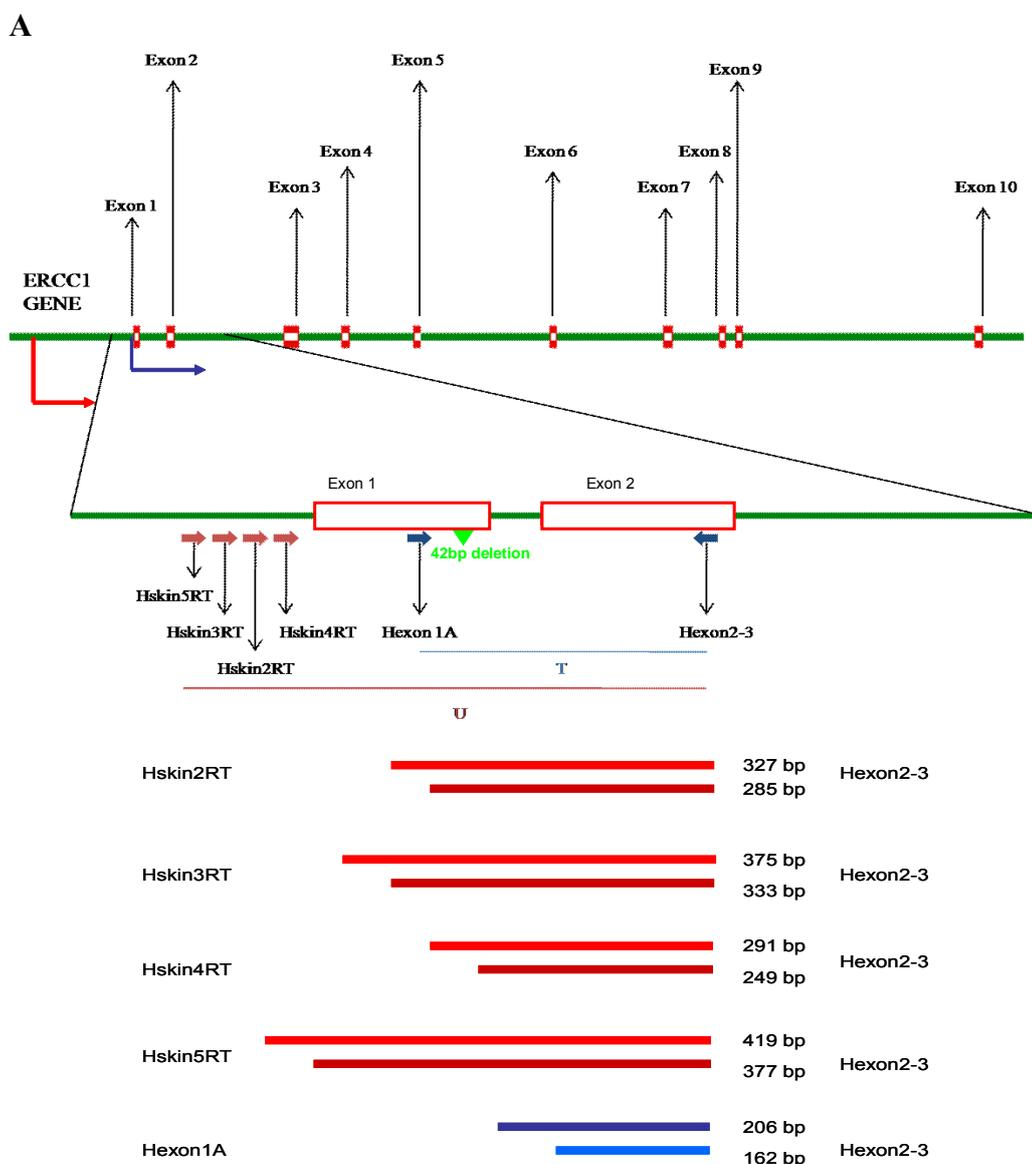 A
Exon 2
Exon 5
Exon 9
Exon 4
Exon 6
Exon 8
Exon 3
Exon 7
Exon 10
Exon 1
ERCC1
GENE
Exon 1
Exon 2
42bp deletion
Hskin5RT
Hskin3RT
Hskin4RT
Hexon 1A
Hexon2-3
Hskin2RT
T
U
Hskin2RT
327 bp
285 bp
Hexon2-3
Hskin3RT
375 bp
333 bp
Hexon2-3
Hskin4RT
291 bp
249 bp
Hexon2-3
Hskin5RT
419 bp
377 bp
Hexon2-3
Hexon1A
206 bp
162 bp
Hexon2-3